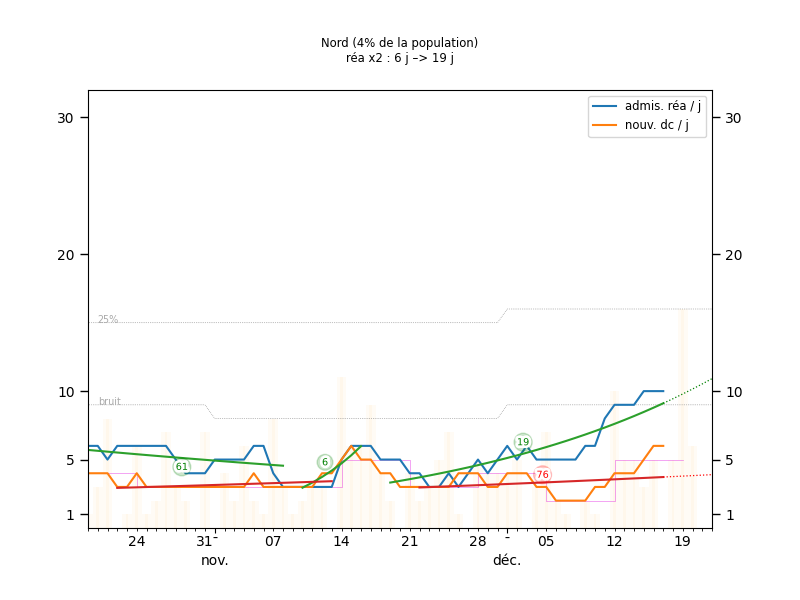 Nord (4% de la population)
réa x2 : 6 j –> 19 j
admis. réa / j
nouv. dc / j
30 30
20 20
25%
10 10
bruit
5 5
1 1
61 6 19 76
24 31 07 14 21 28 05 12 19
nov. déc.